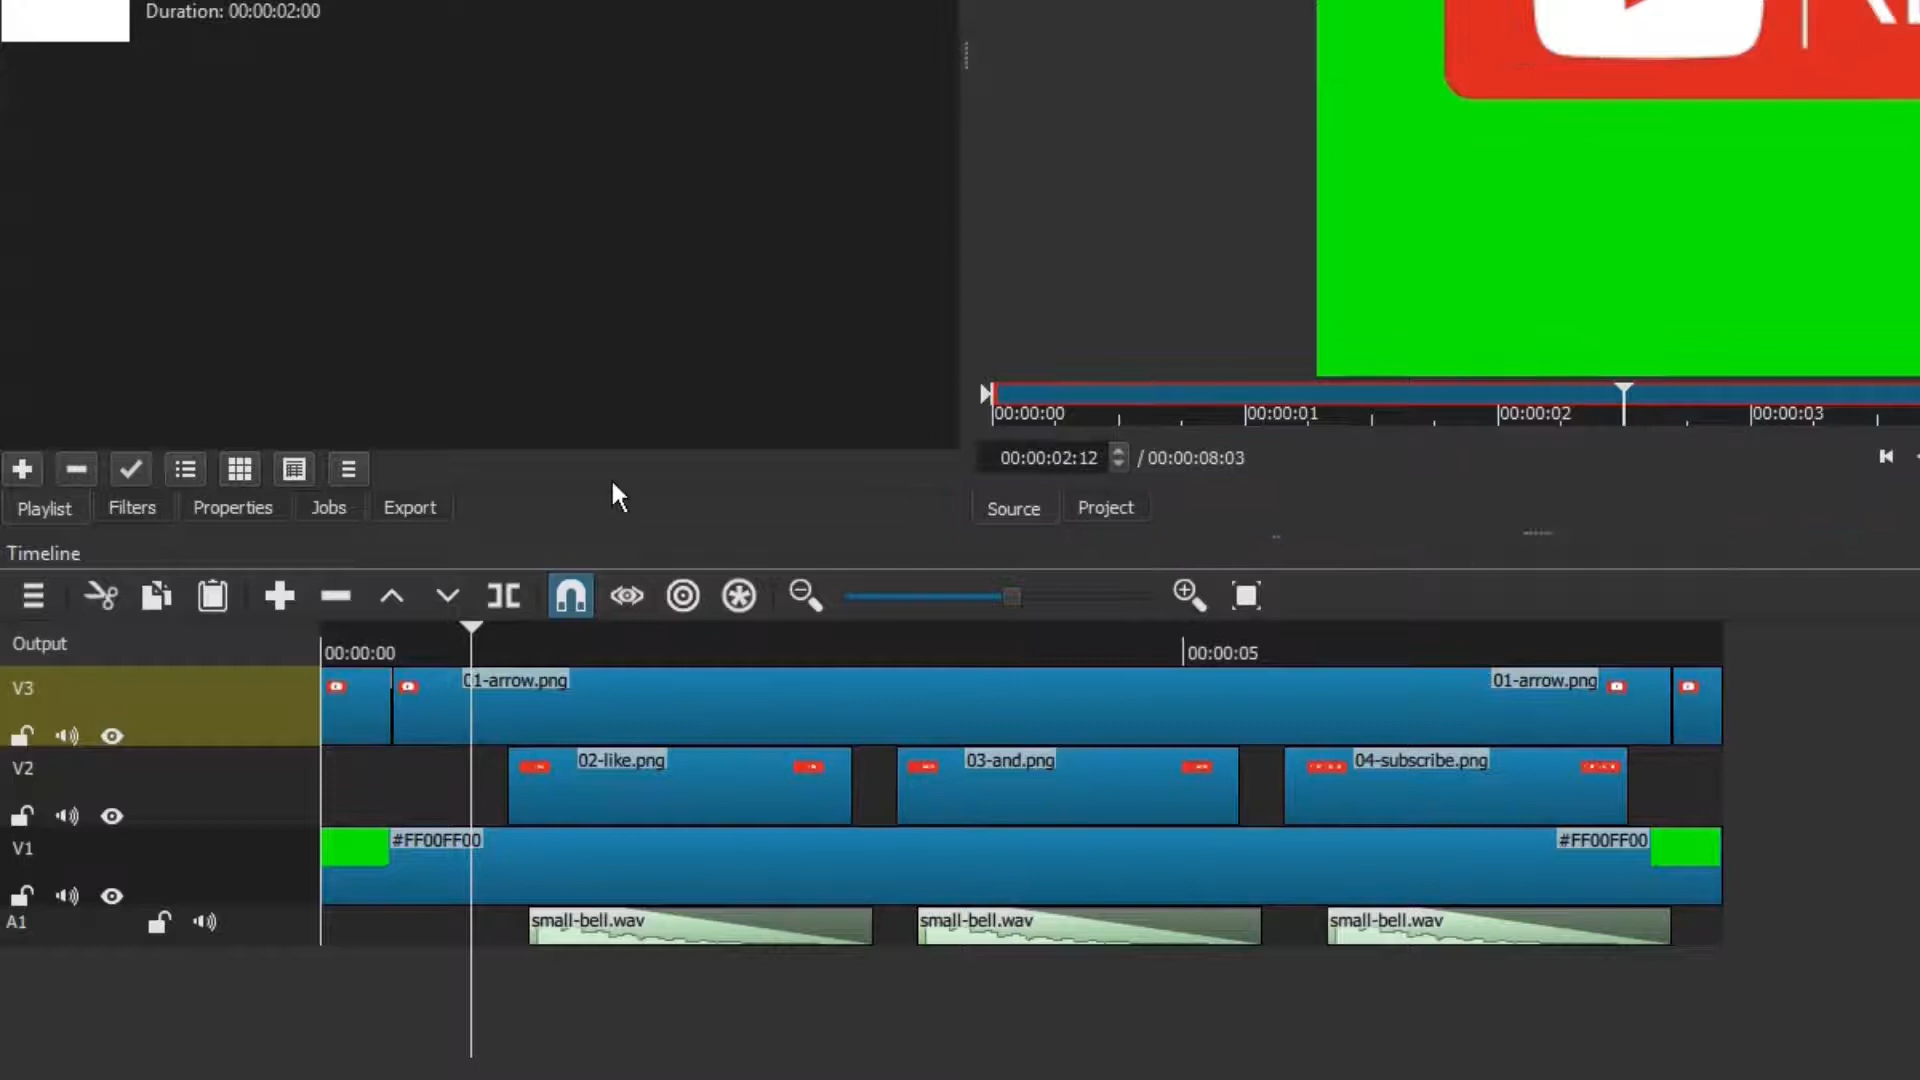 Duration: 00:00:02:00
00:00:00
00:00:01
00:00:02
00:00:03
00:00:02:12 / 00:00:08:03
Playlist
Filters
Properties
Jobs
Export
Source
Project
Timeline
Output
00:00:00
00:00:05
V3
01-arrow.png
01-arrow.png
V2
02-like.png
03-and.png
04-subscribe.png
V1
#FF00FF00
#FF00FF00
A1
small-bell.wav
small-bell.wav
small-bell.wav